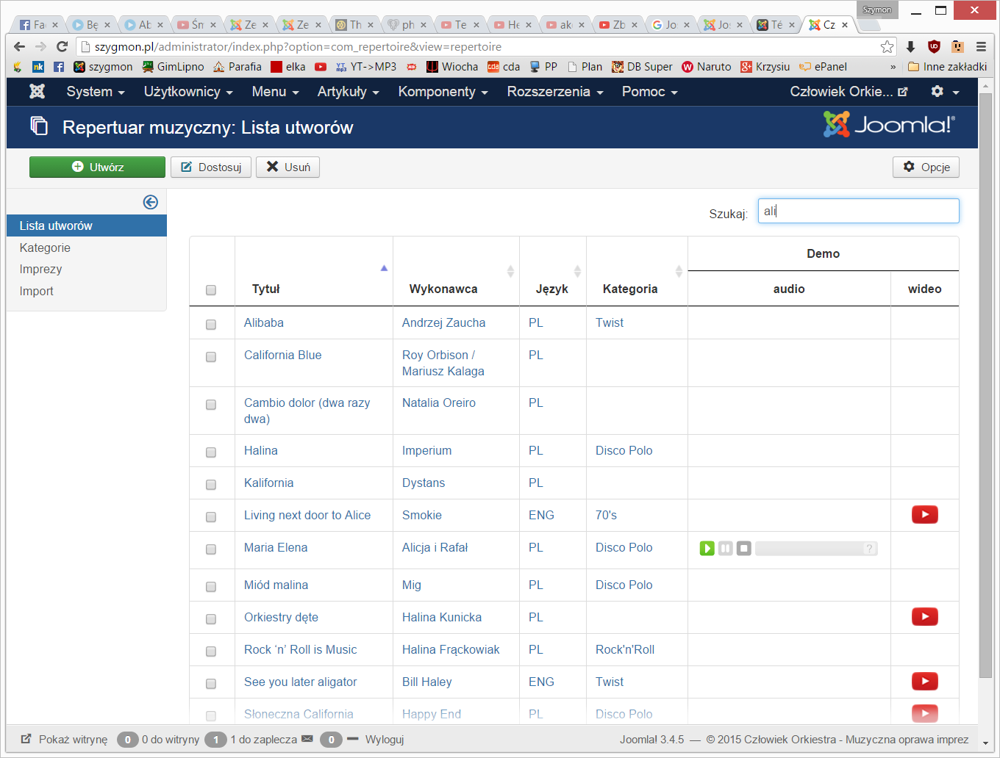 Szymon
Fa
Bę
Ab
Śn
Ze
Ze
Th
ph
Te
He
ak
Zb
Jo
Jos
Té
Cz
szygmon.pl/administrator/index.php?option=com_repertoire&view=repertoire
nk szygmon GimLipno Parafia elka YT->MP3 Wiocha cda PP Plan DB Super Naruto Krzysiu ePanel » Inne zakładki
System Użytkownicy Menu Artykuły Komponenty Rozszerzenia Pomoc Człowiek Orkie...
Repertuar muzyczny: Lista utworów Joomla!®
Utwórz Dostosuj Usuń Opcje
Szukaj: ali
Lista utworów
Kategorie
Imprezy
Import
Demo
Tytuł Wykonawca Język Kategoria audio wideo
Alibaba Andrzej Zaucha PL Twist
California Blue Roy Orbison / PL
Mariusz Kalaga
Cambio dolor (dwa razy Natalia Oreiro PL
dwa)
Halina Imperium PL Disco Polo
Kalifornia Dystans PL
Living next door to Alice Smokie ENG 70's
Maria Elena Alicja i Rafał PL Disco Polo ?
Miód malina Mig PL Disco Polo
Orkiestry dęte Halina Kunicka PL
Rock ‘n’ Roll is Music Halina Frąckowiak PL Rock'n'Roll
See you later aligator Bill Haley ENG Twist
Słoneczna California Happy End PL Disco Polo
Pokaż witrynę 0 0 do witryny 1 1 do zaplecza 0 Wyloguj Joomla! 3.4.5 — © 2015 Człowiek Orkiestra - Muzyczna oprawa imprez